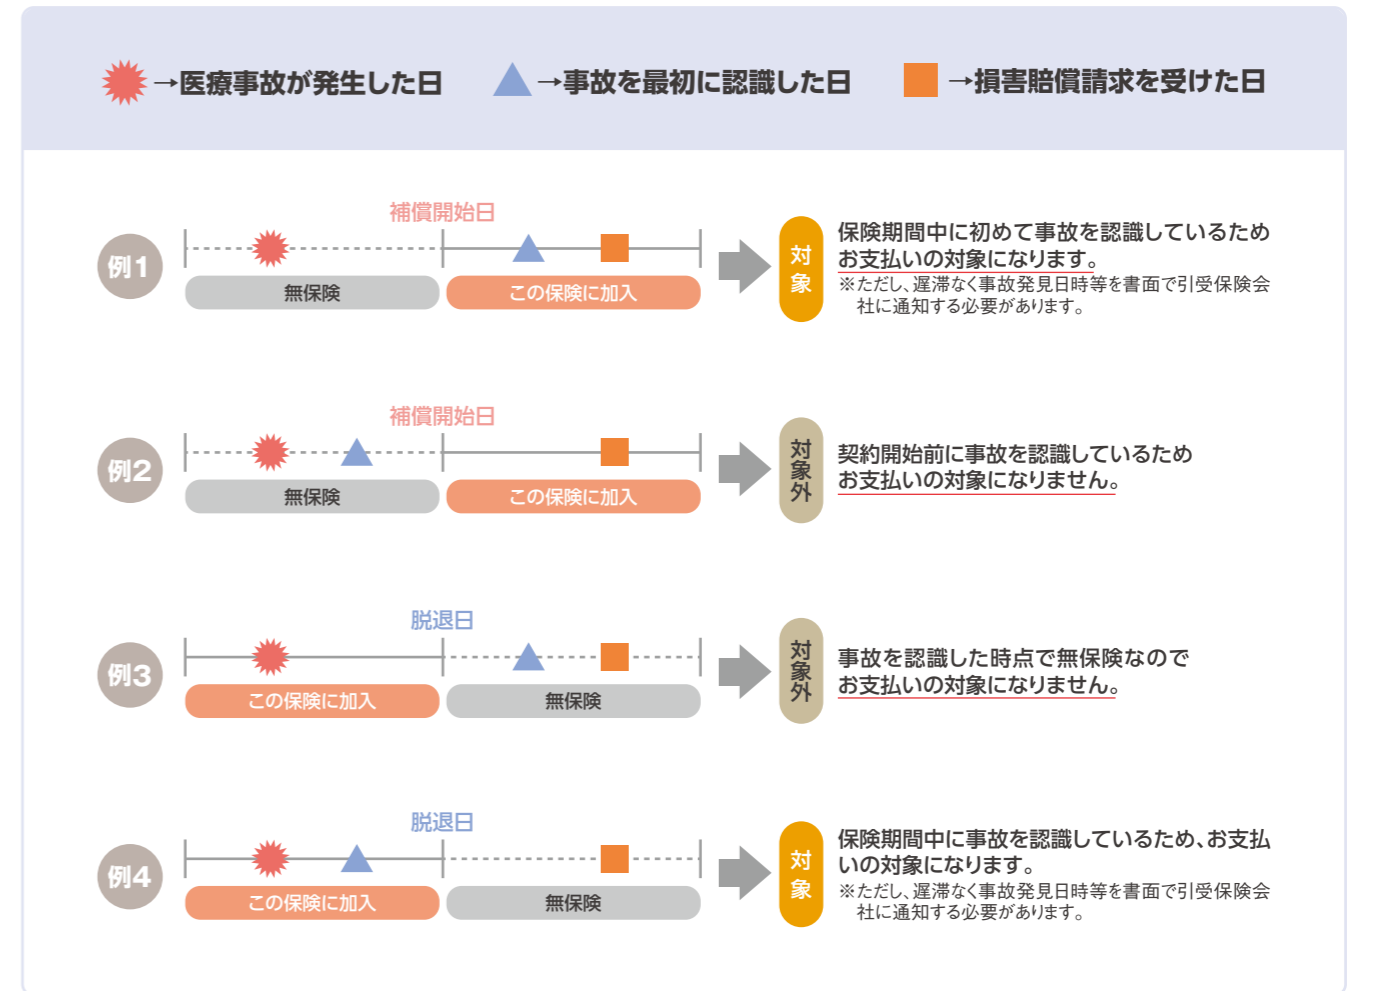 →医療事故が発生した日 →事故を最初に認識した日 →損害賠償請求を受けた日
補償開始日
例1
無保険 この保険に加入
対象
保険期間中に初めて事故を認識しているため
お支払いの対象になります。
※ただし、遅滞なく事故発見日時等を書面で引受保険会
社に通知する必要があります。
補償開始日
例2
無保険 この保険に加入
対象外
契約開始前に事故を認識しているため
お支払いの対象になりません。
脱退日
例3
この保険に加入 無保険
対象外
事故を認識した時点で無保険なので
お支払いの対象になりません。
脱退日
例4
この保険に加入 無保険
対象
保険期間中に事故を認識しているため、お支払
いの対象になります。
※ただし、遅滞なく事故発見日時等を書面で引受保険会
社に通知する必要があります。